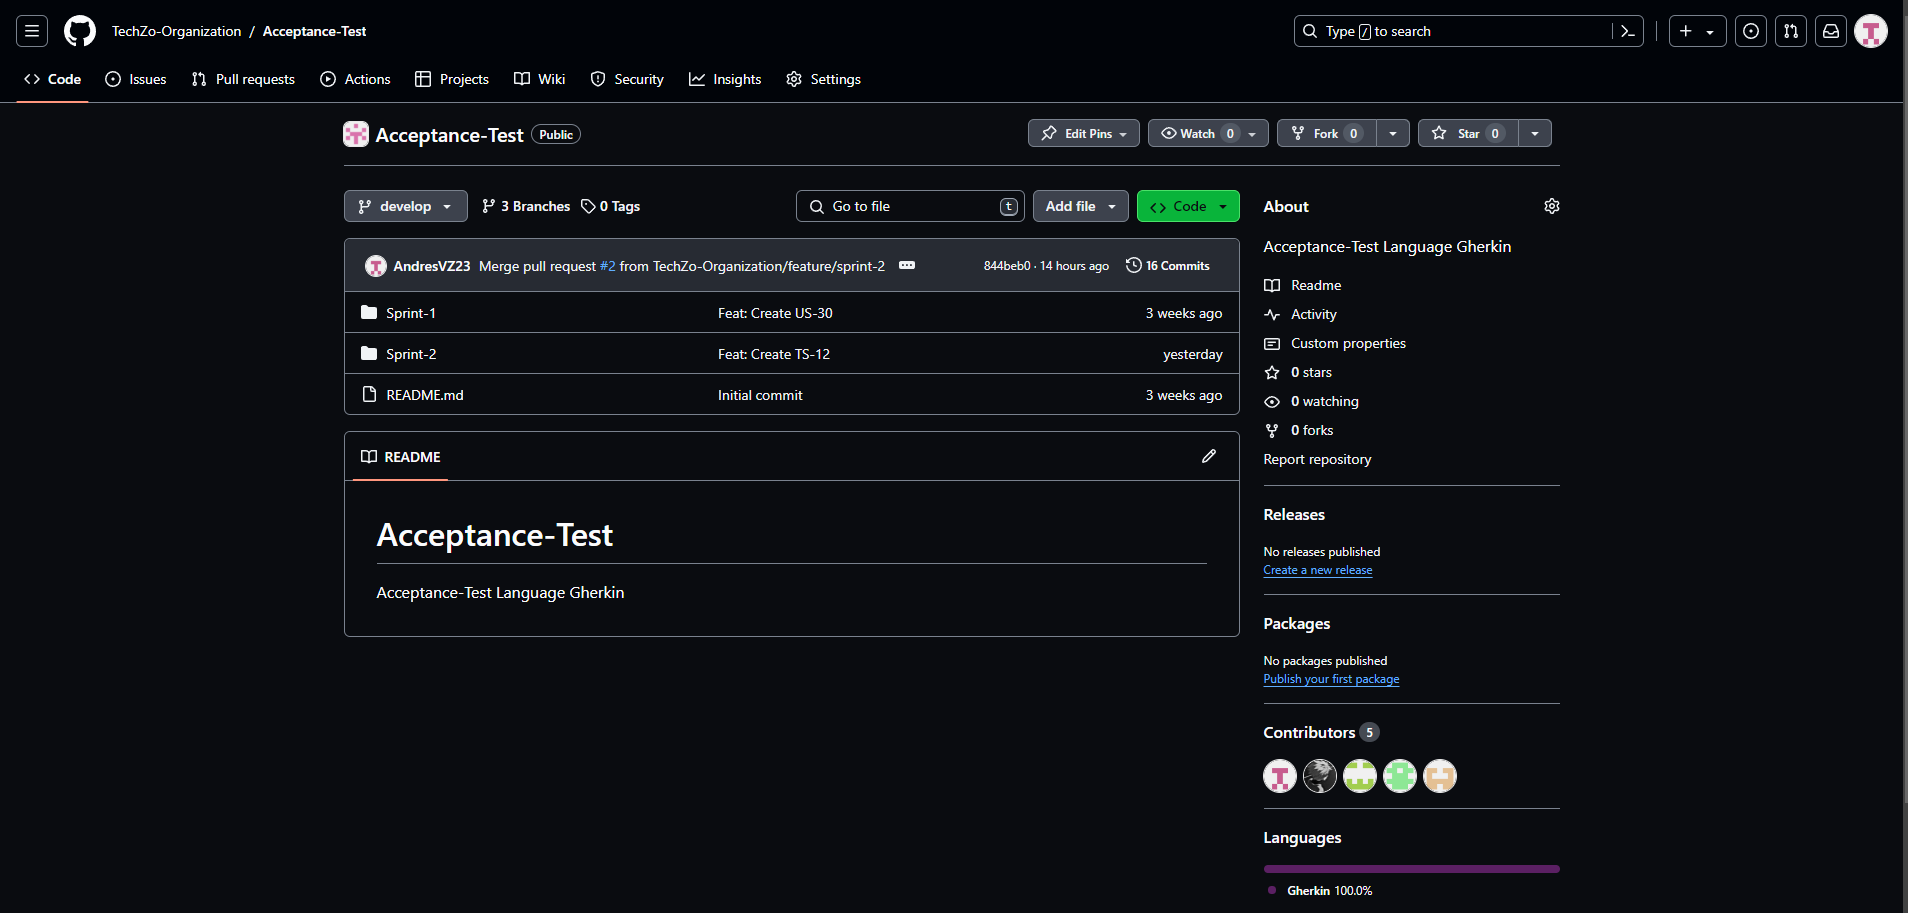 TechZo-Organization / Acceptance-Test
Type / to search
Code Issues Pull requests Actions Projects Wiki Security Insights Settings
Acceptance-Test Public
Edit Pins Watch 0 Fork 0 Star 0
develop 3 Branches 0 Tags
Go to file t Add file Code
AndresVZ23 Merge pull request #2 from TechZo-Organization/feature/sprint-2 844beb0 · 14 hours ago 16 Commits
Sprint-1 Feat: Create US-30 3 weeks ago
Sprint-2 Feat: Create TS-12 yesterday
README.md Initial commit 3 weeks ago
README
Acceptance-Test
Acceptance-Test Language Gherkin
About
Acceptance-Test Language Gherkin
Readme
Activity
Custom properties
0 stars
0 watching
0 forks
Report repository
Releases
No releases published
Create a new release
Packages
No packages published
Publish your first package
Contributors 5
Languages
Gherkin 100.0%